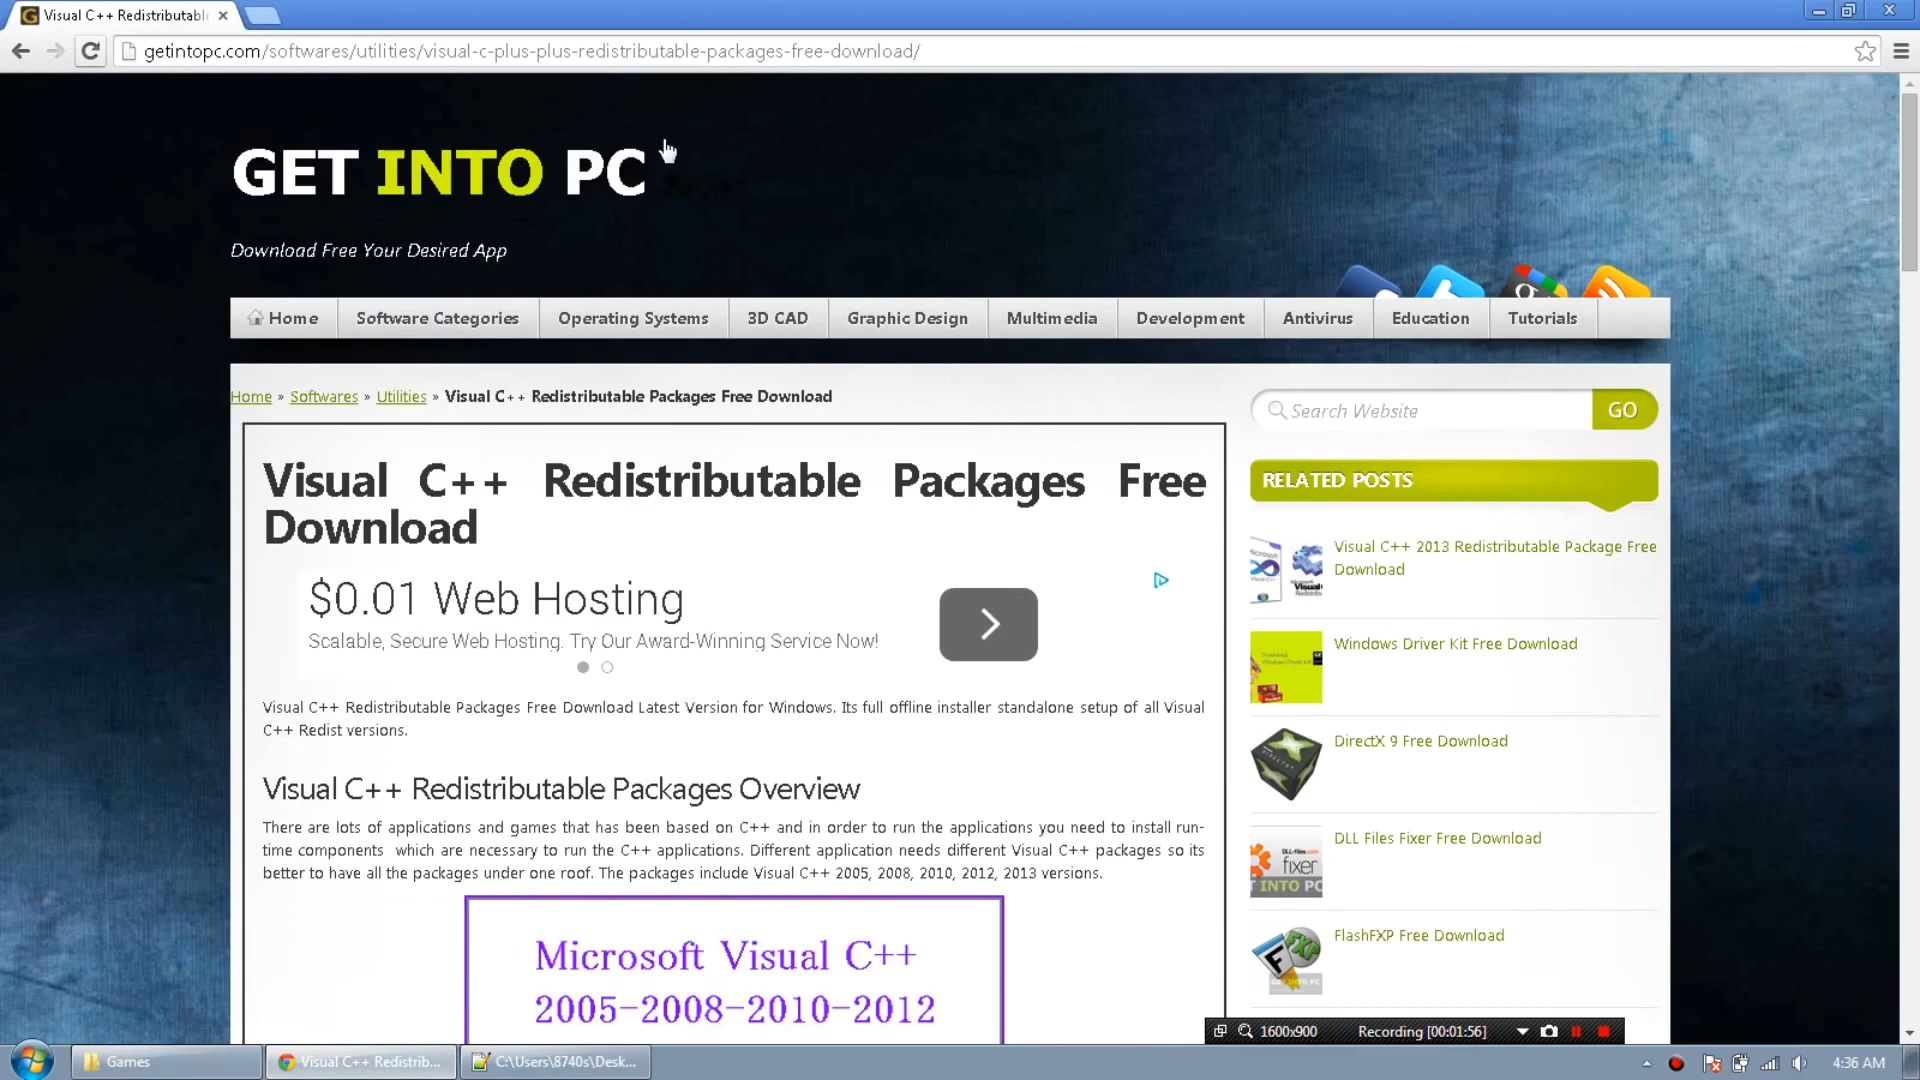 Visual C++ Redistributabl
getintopc.com/softwares/utilities/visual-c-plus-plus-redistributable-packages-free-download/
GET INTO PC
Download Free Your Desired App
Home Software Categories Operating Systems 3D CAD Graphic Design Multimedia Development Antivirus Education Tutorials
Home » Softwares » Utilities » Visual C++ Redistributable Packages Free Download
Search Website GO
Visual C++ Redistributable Packages Free
Download
$0.01 Web Hosting
Scalable, Secure Web Hosting. Try Our Award-Winning Service Now!
Visual C++ Redistributable Packages Free Download Latest Version for Windows. Its full offline installer standalone setup of all Visual
C++ Redist versions.
Visual C++ Redistributable Packages Overview
There are lots of applications and games that has been based on C++ and in order to run the applications you need to install run-
time components which are necessary to run the C++ applications. Different application needs different Visual C++ packages so its
better to have all the packages under one roof. The packages include Visual C++ 2005, 2008, 2010, 2012, 2013 versions.
Microsoft Visual C++
2005-2008-2010-2012
RELATED POSTS
Visual C++ 2013 Redistributable Package Free
Download
Windows Driver Kit Free Download
DirectX 9 Free Download
DLL Files Fixer Free Download
DLL-files.com
fixer
T INTO PC
FlashFXP Free Download
1600x900 Recording [00:01:56]
Games Visual C++ Redistrib... C:\Users\8740s\Desk... 4:36 AM